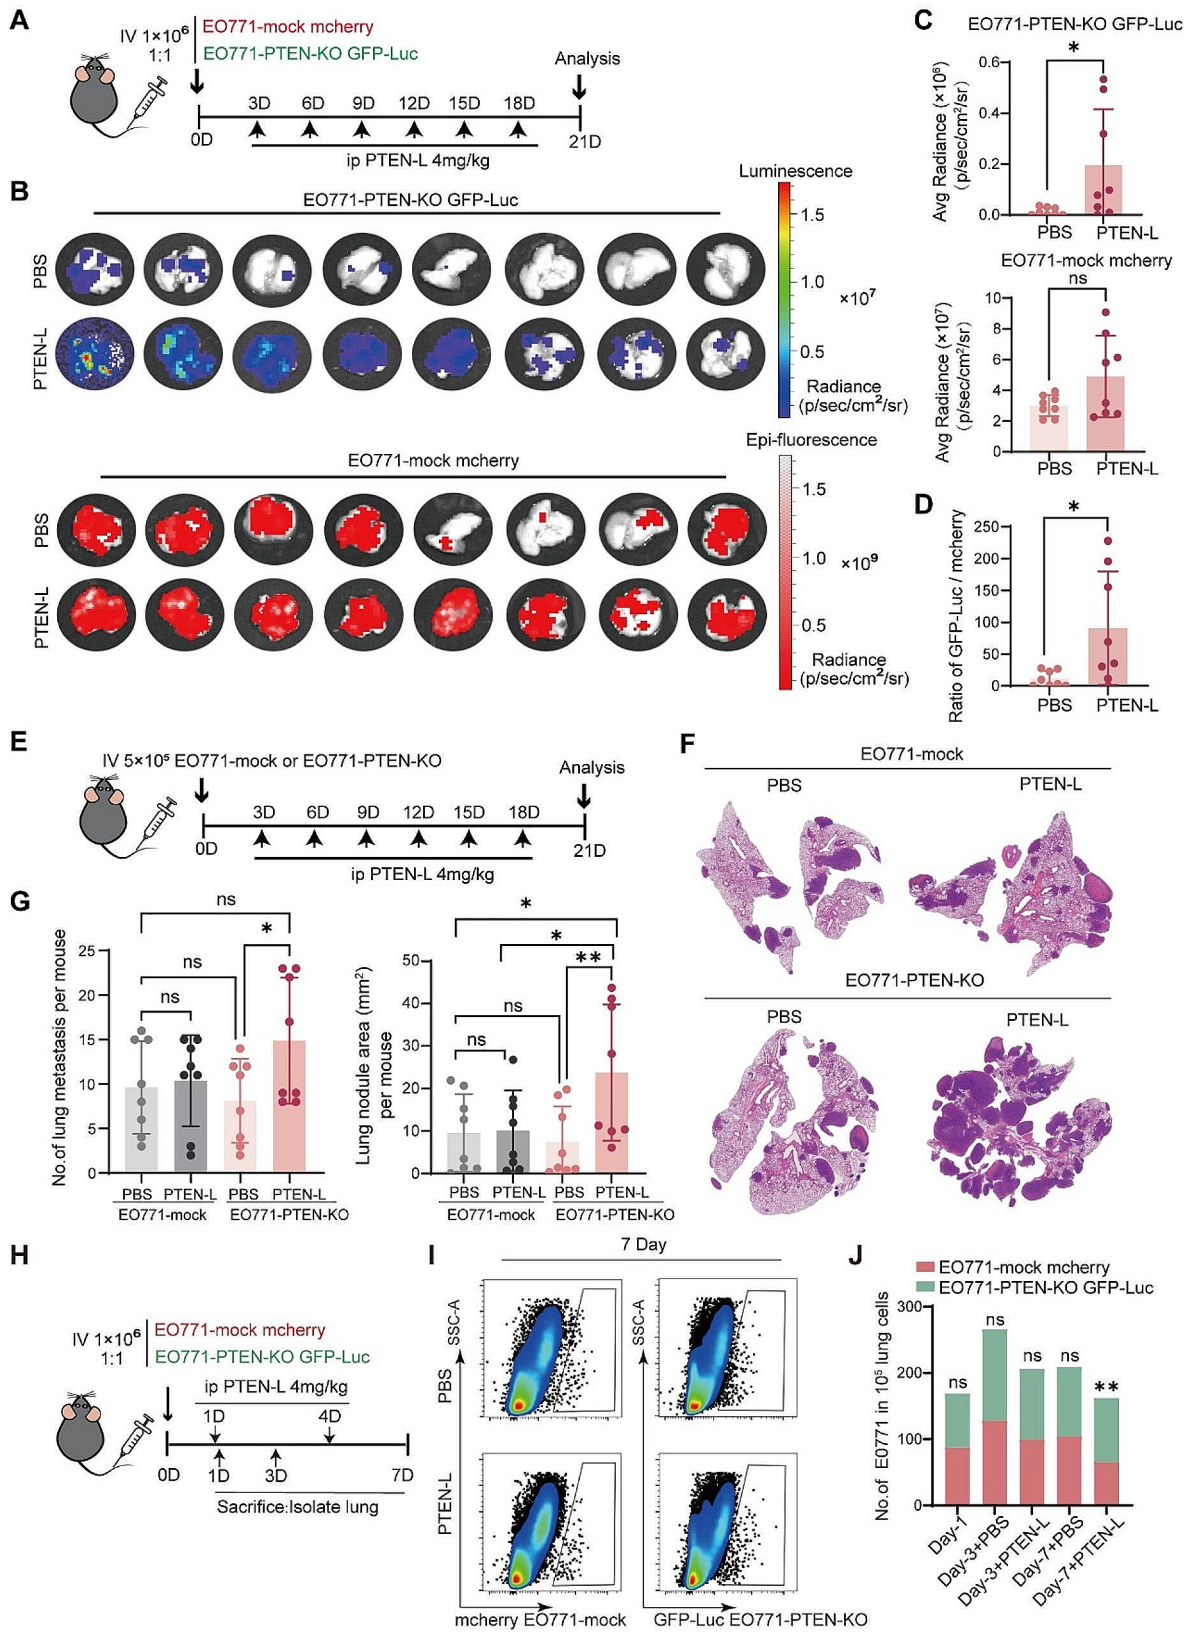 A
IV 1×10⁶
1:1
EO771-mock mcherry
EO771-PTEN-KO GFP-Luc
Analysis
3D 6D 9D 12D 15D 18D
0D
21D
ip PTEN-L 4mg/kg
B
EO771-PTEN-KO GFP-Luc
PBS
PTEN-L
Luminescence
1.5
1.0
×10⁷
0.5
Radiance
(p/sec/cm²/sr)
EO771-mock mcherry
PBS
PTEN-L
Epi-fluorescence
1.5
1.0
×10⁹
0.5
Radiance
(p/sec/cm²/sr)
C
EO771-PTEN-KO GFP-Luc
*
Avg Radiance (×10⁶)
(p/sec/cm²/sr)
0.6
0.4
0.2
0.0
PBS PTEN-L
EO771-mock mcherry
ns
Avg Radiance (×10⁷)
(p/sec/cm²/sr)
10
8
6
4
2
0
PBS PTEN-L
D
*
Ratio of GFP-Luc / mcherry
250
200
150
100
50
0
PBS PTEN-L
E
IV 5×10⁵ EO771-mock or EO771-PTEN-KO
Analysis
3D 6D 9D 12D 15D 18D
0D
21D
ip PTEN-L 4mg/kg
F
EO771-mock
PBS PTEN-L
EO771-PTEN-KO
PBS PTEN-L
G
No.of lung metastasis per mouse
25
20
15
10
5
0
ns
*
ns
ns
PBS PTEN-L PBS PTEN-L
EO771-mock EO771-PTEN-KO
Lung nodule area (mm²)
per mouse
50
40
30
20
10
0
*
*
**
ns
ns
PBS PTEN-L PBS PTEN-L
EO771-mock EO771-PTEN-KO
H
IV 1×10⁶
1:1
EO771-mock mcherry
EO771-PTEN-KO GFP-Luc
ip PTEN-L 4mg/kg
1D 4D
0D 1D 3D 7D
Sacrifice:Isolate lung
I
7 Day
SSC-A
SSC-A
PBS
PTEN-L
mcherry EO771-mock
GFP-Luc EO771-PTEN-KO
J
EO771-mock mcherry
EO771-PTEN-KO GFP-Luc
No.of E0771 in 10⁵ lung cells
300
200
100
0
ns
ns
ns
ns
**
Day-1
Day-3+PBS
Day-3+PTEN-L
Day-7+PBS
Day-7+PTEN-L